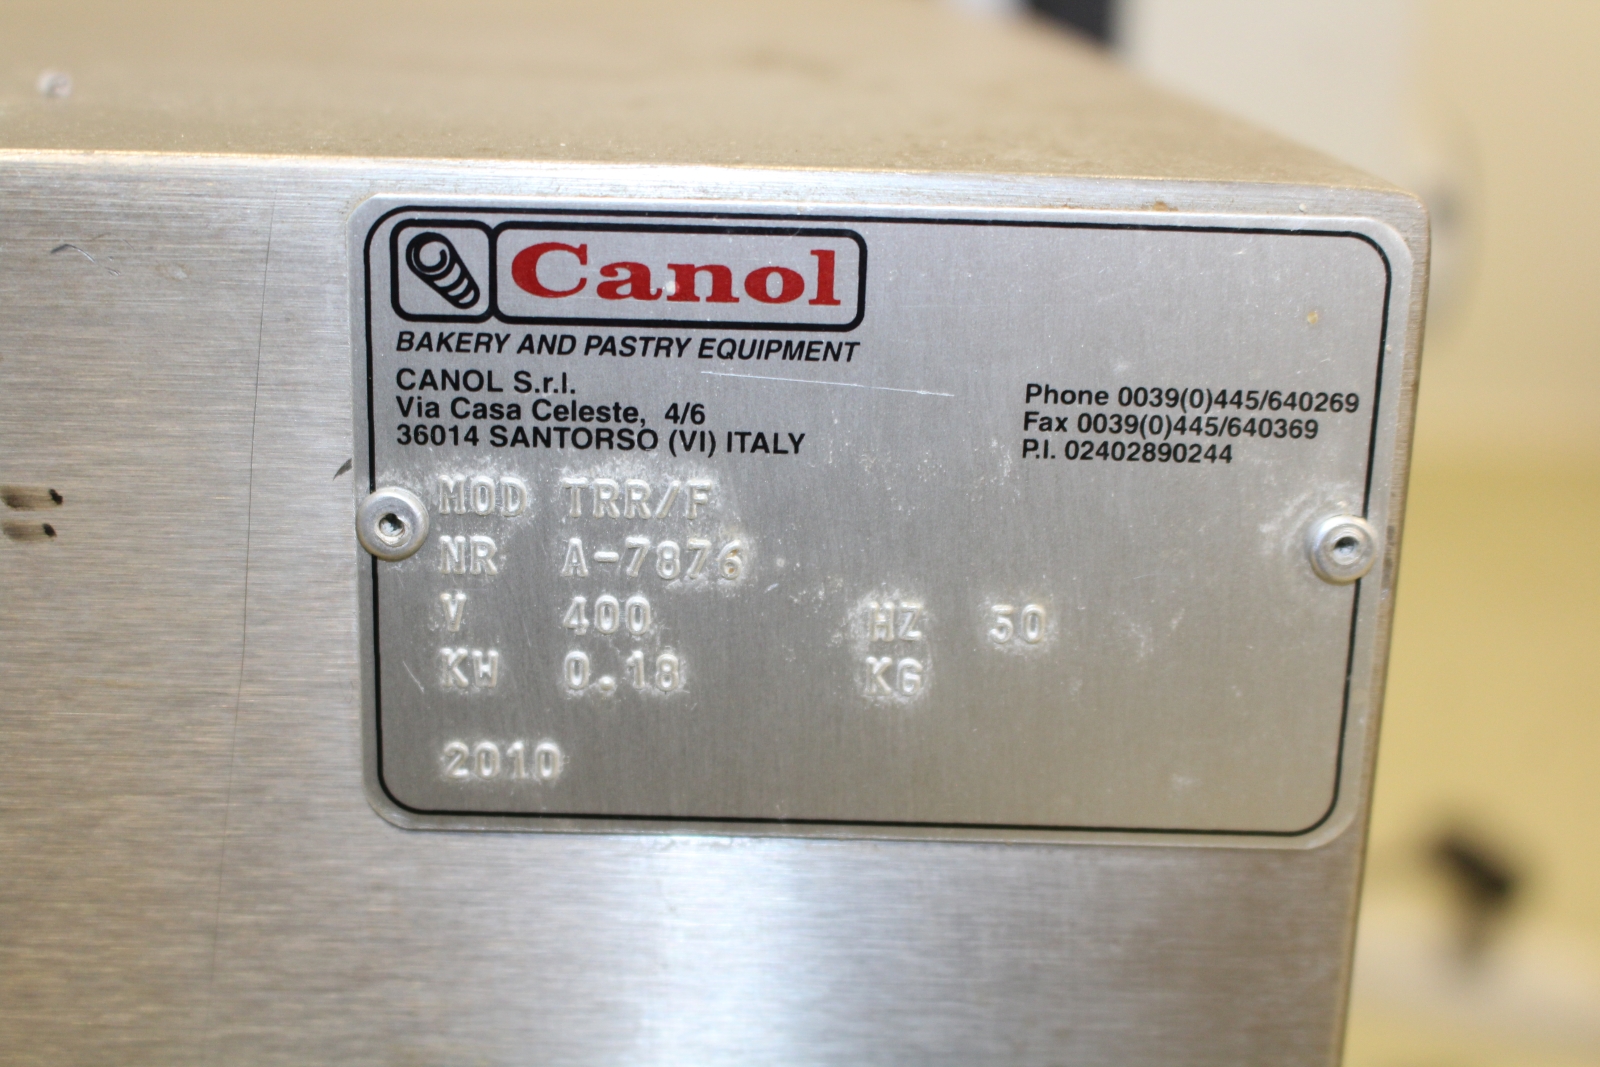 Canol
BAKERY AND PASTRY EQUIPMENT
CANOL S.r.l.
Via Casa Celeste, 4/6
36014 SANTORSO (VI) ITALY
Phone 0039(0)445/640269
Fax 0039(0)445/640369
P.I. 02402890244
MOD TRR/F
NR A-7876
V 400 HZ 50
KW 0.18 KG
2010